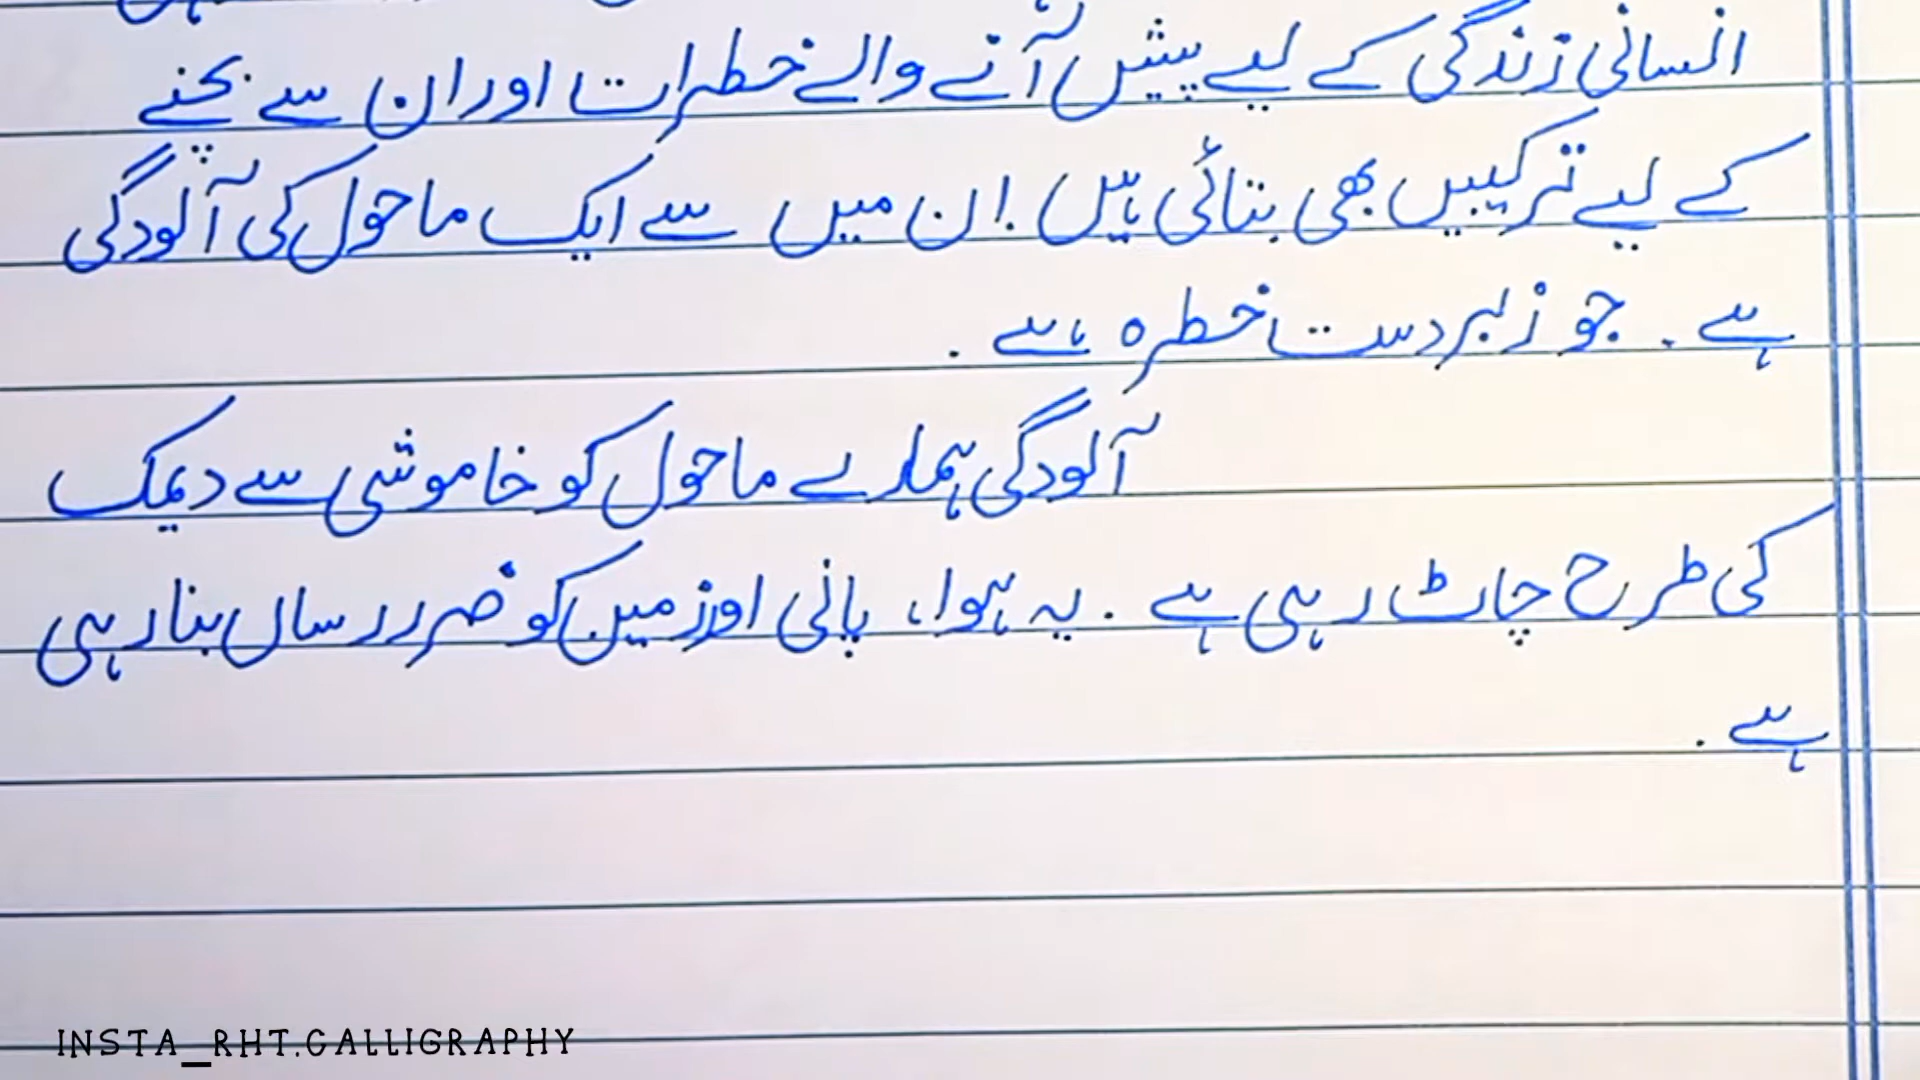 انسانی زندگی کے لیے پیش آنے والے خطرات اور ان سے بچنے
کے لیے ترکیبیں بھی بتائی ہیں. ان میں سے ایک ماحول کی آلودگی
ہے. جو زبردست خطرہ ہے.
آلودگی ہمارے ماحول کو خاموشی سے دیمک
کی طرح چاٹ رہی ہے. یہ ہوا، پانی اور زمین کو ضرر رساں بنا رہی
ہے.
INSTA_RHT.CALLIGRAPHY